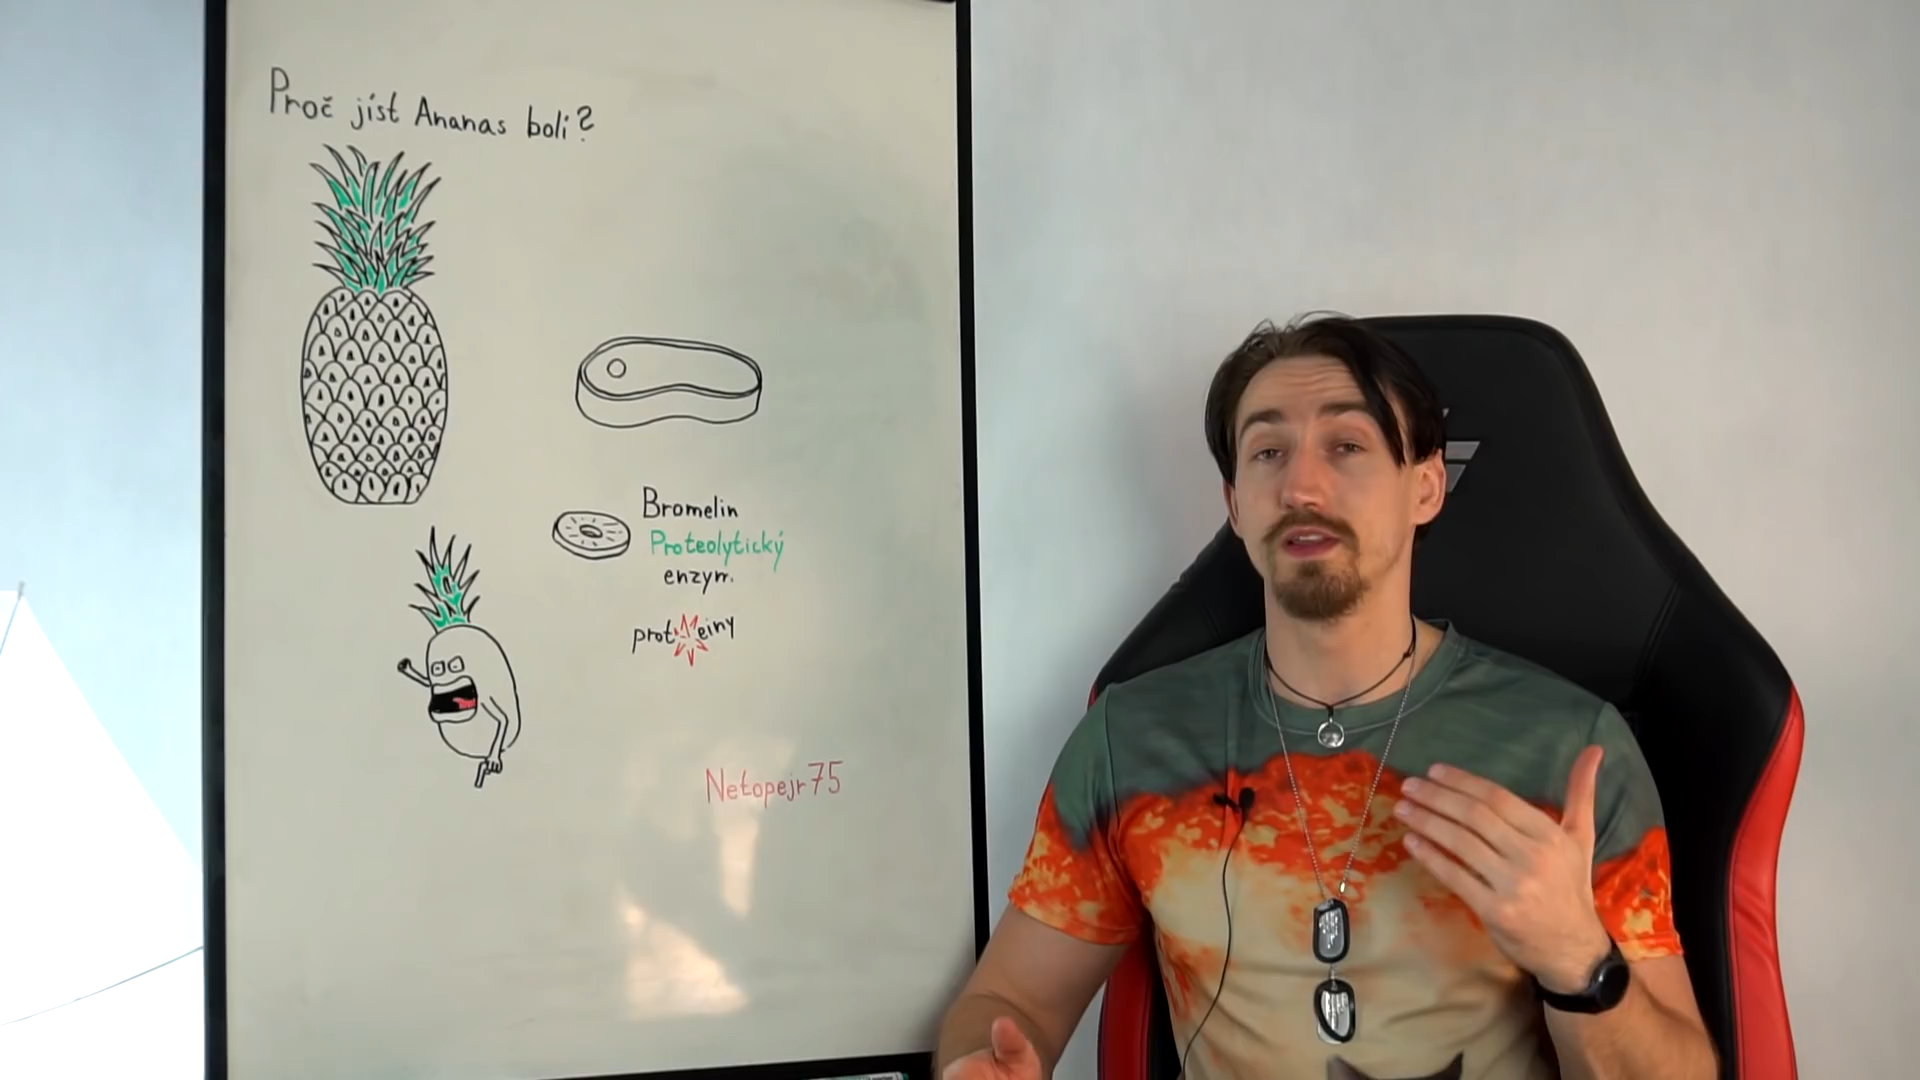 Proč jíst Ananas bolí?
Bromelin
Proteolytický
enzym.
proteiny
Netopejr75